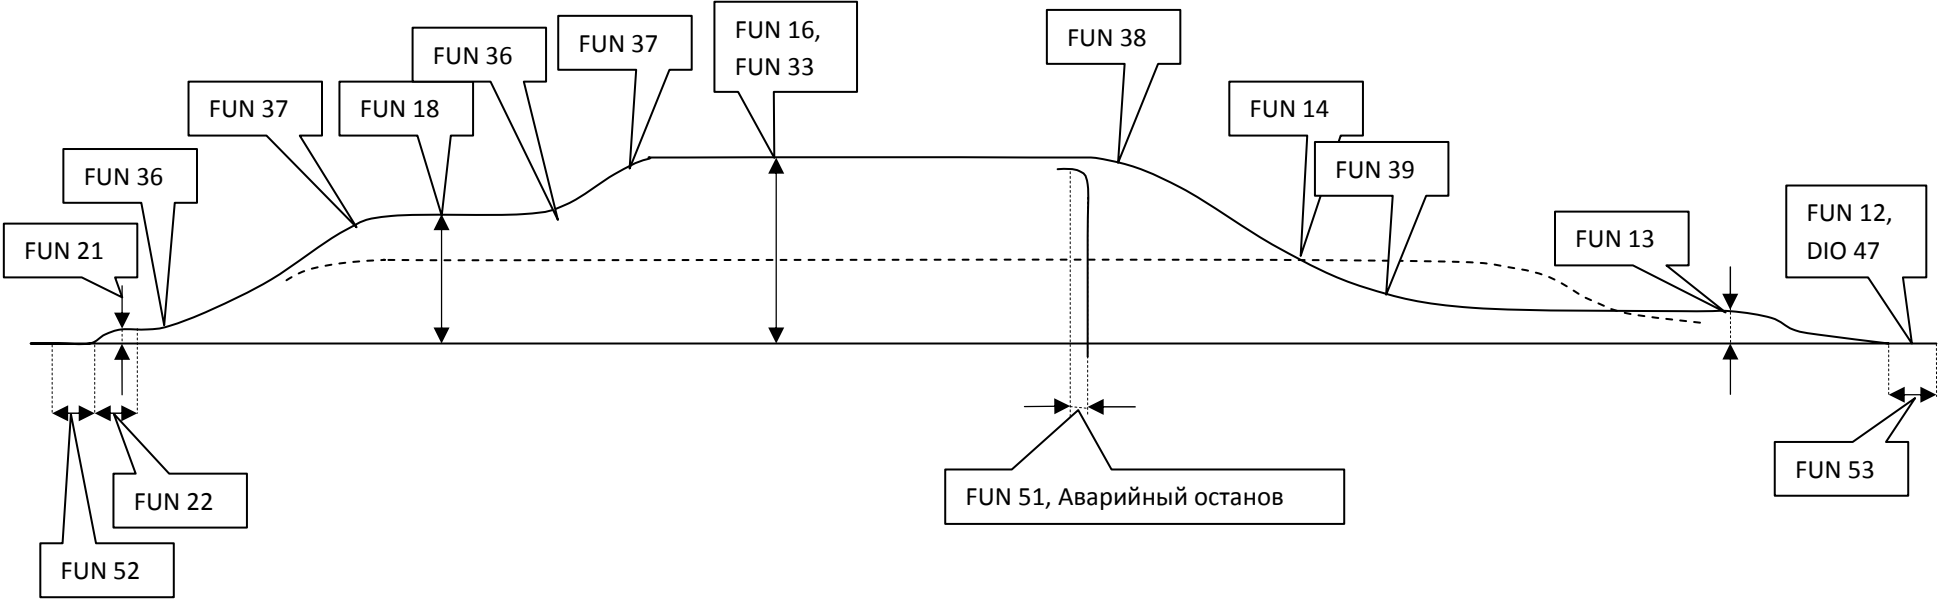 FUN 21
FUN 36
FUN 37
FUN 18
FUN 36
FUN 37
FUN 16,
FUN 33
FUN 38
FUN 14
FUN 39
FUN 13
FUN 12,
DIO 47
FUN 52
FUN 22
FUN 51, Аварийный останов
FUN 53